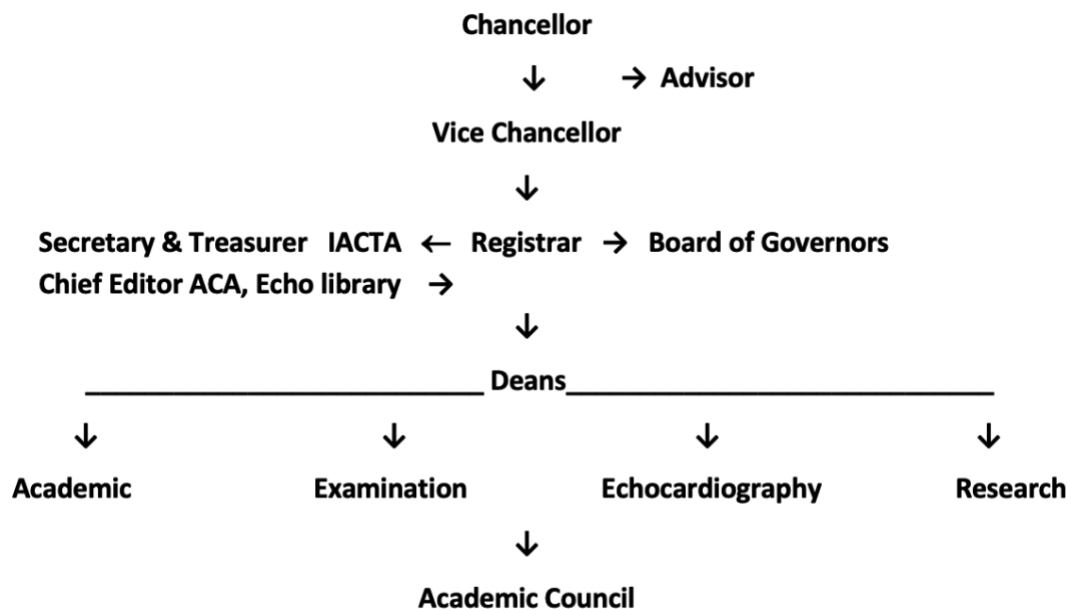 Chancellor
↓ → Advisor
Vice Chancellor
↓
Secretary & Treasurer IACTA ← Registrar → Board of Governors
Chief Editor ACA, Echo library →
↓
Deans
↓ ↓ ↓ ↓
Academic Examination Echocardiography Research
↓
Academic Council